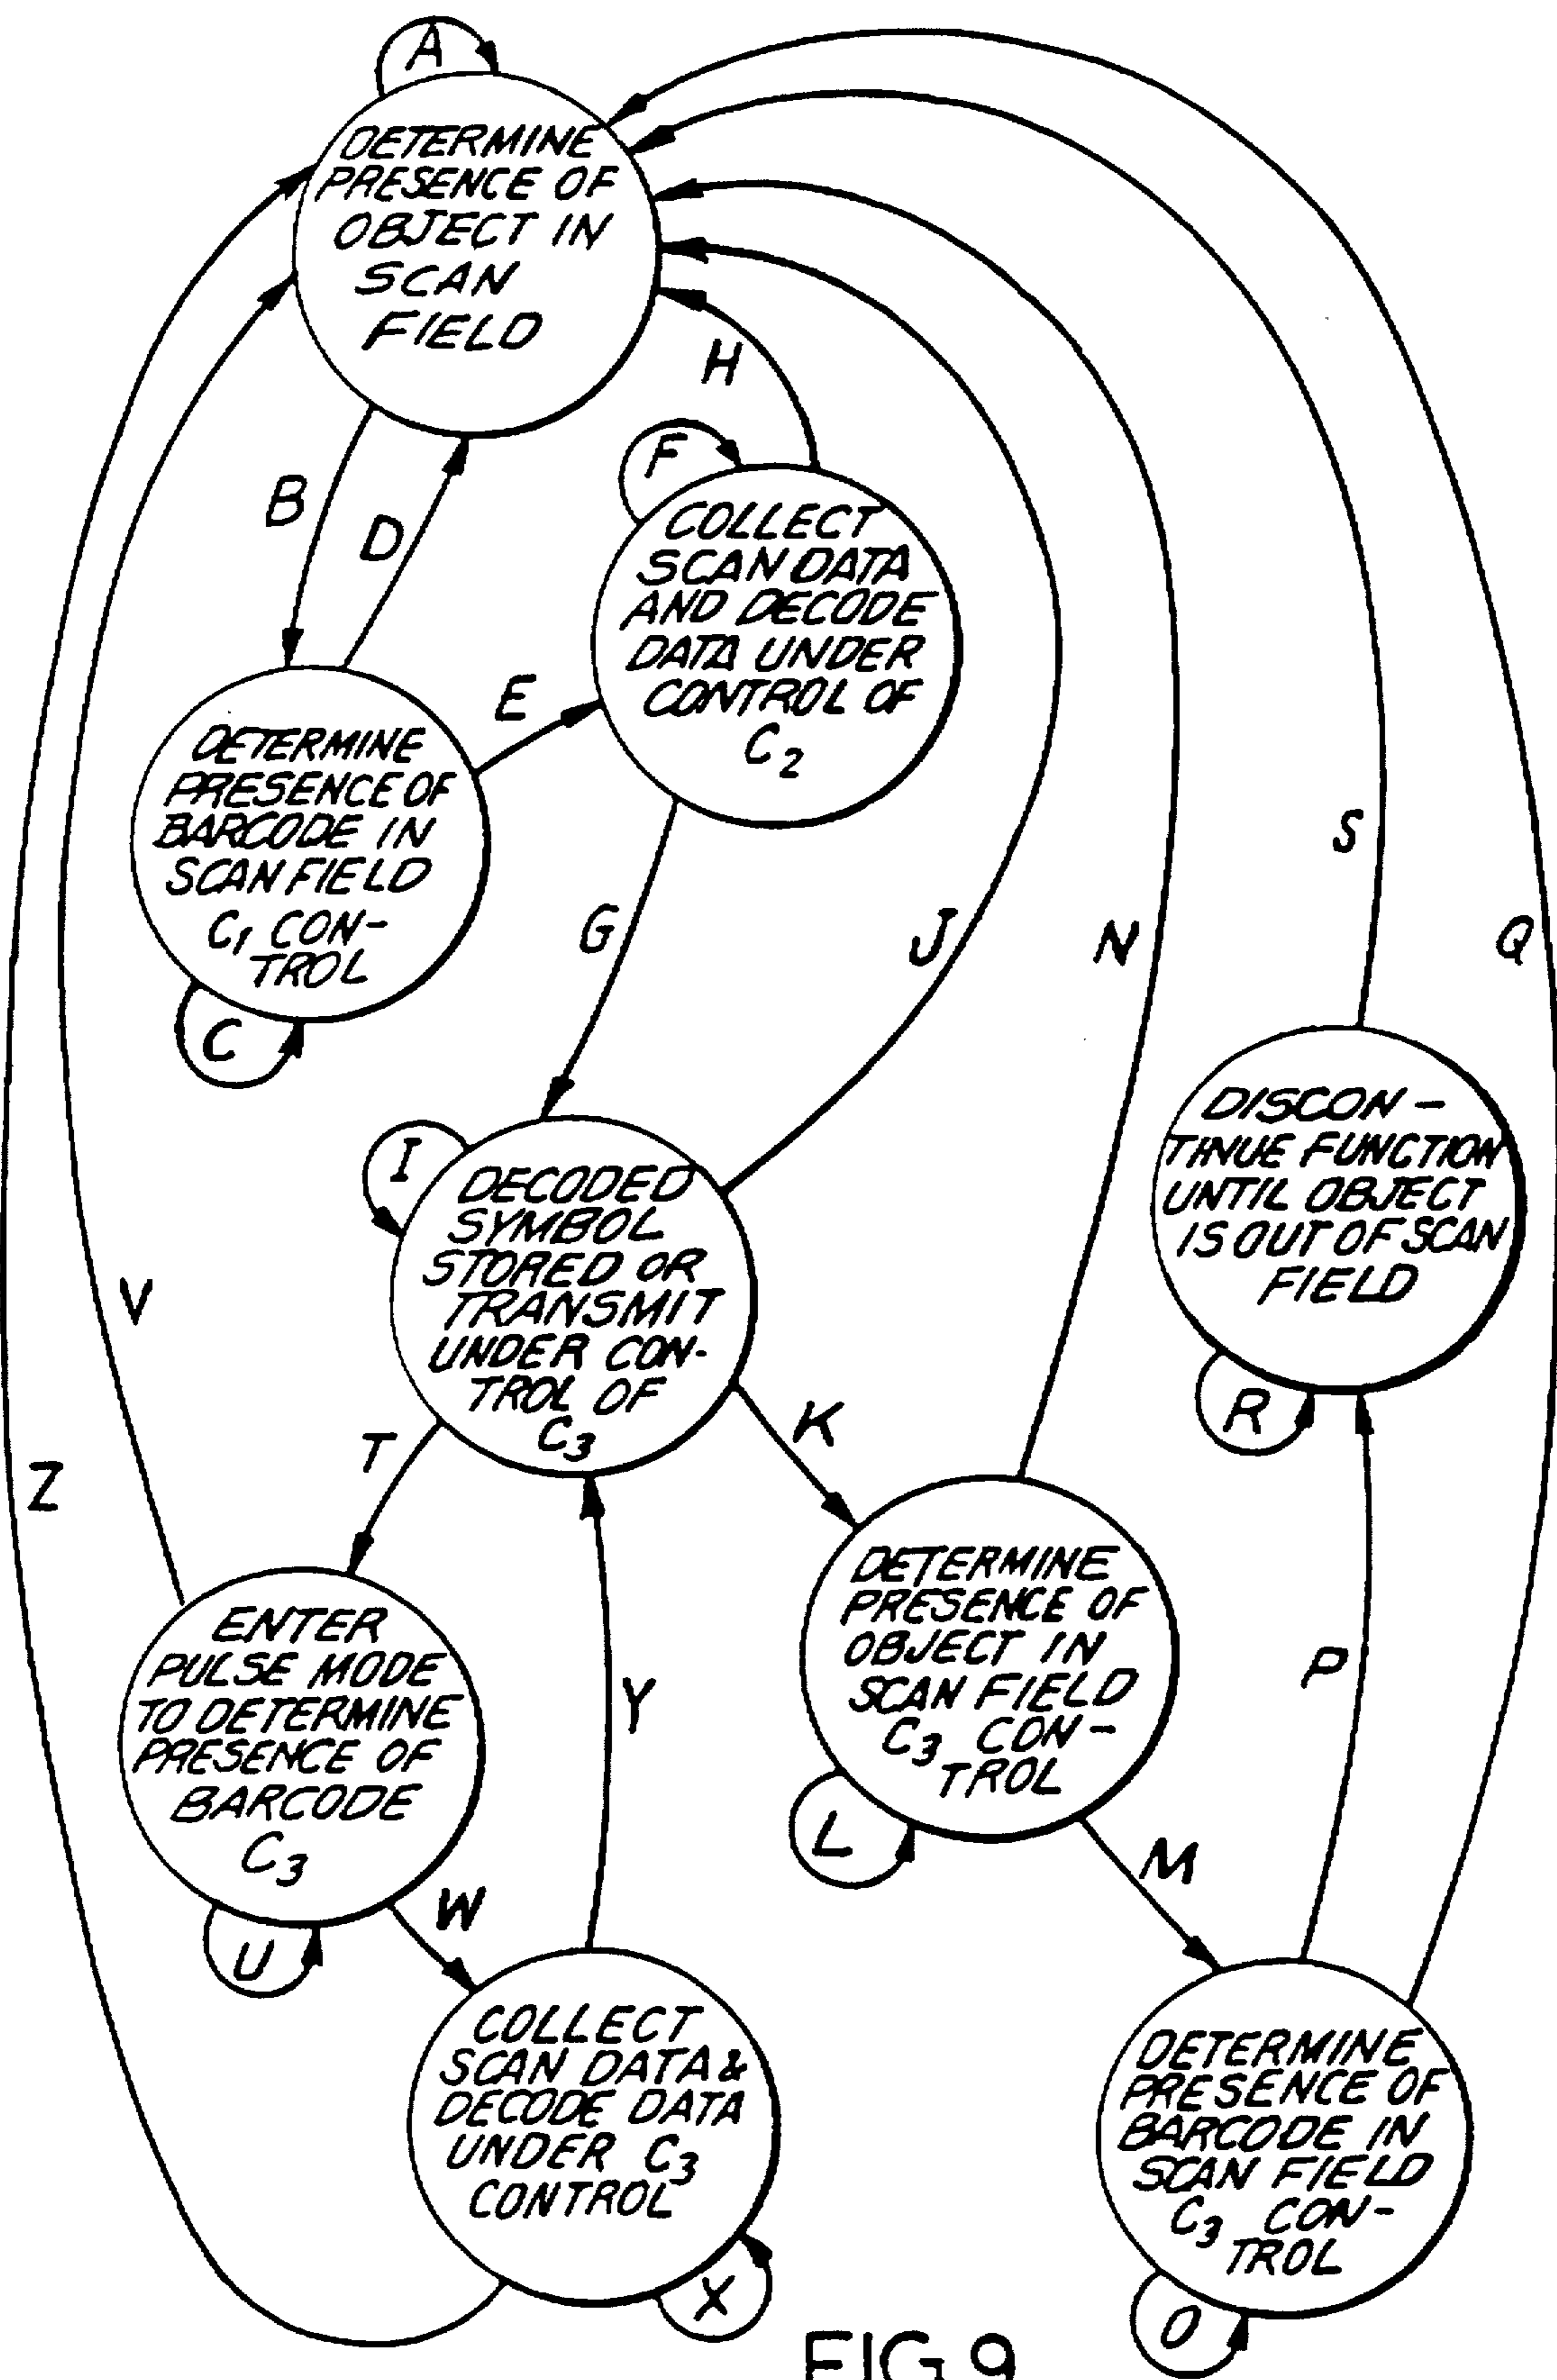 A
DETERMINE
PRESENCE OF
OBJECT IN
SCAN
FIELD
H
B
D
F
COLLECT
SCAN DATA
AND DECODE
DATA UNDER
CONTROL OF
C2
E
DETERMINE
PRESENCE OF
BARCODE IN
SCAN FIELD
C1 CON-
TROL
C
G
J
N
S
Q
DISCON-
TINUE FUNCTION
UNTIL OBJECT
IS OUT OF SCAN
FIELD
R
I
DECODED
SYMBOL
STORED OR
TRANSMIT
UNDER CON-
TROL OF
C3
V
Z
T
K
ENTER
PULSE MODE
TO DETERMINE
PRESENCE OF
BARCODE
C3
U
W
Y
DETERMINE
PRESENCE OF
OBJECT IN
SCAN FIELD
C3 CON-
TROL
L
M
P
COLLECT
SCAN DATA &
DECODE DATA
UNDER C3
CONTROL
X
DETERMINE
PRESENCE OF
BARCODE IN
SCAN FIELD
C3 CON-
TROL
O
FIG.9